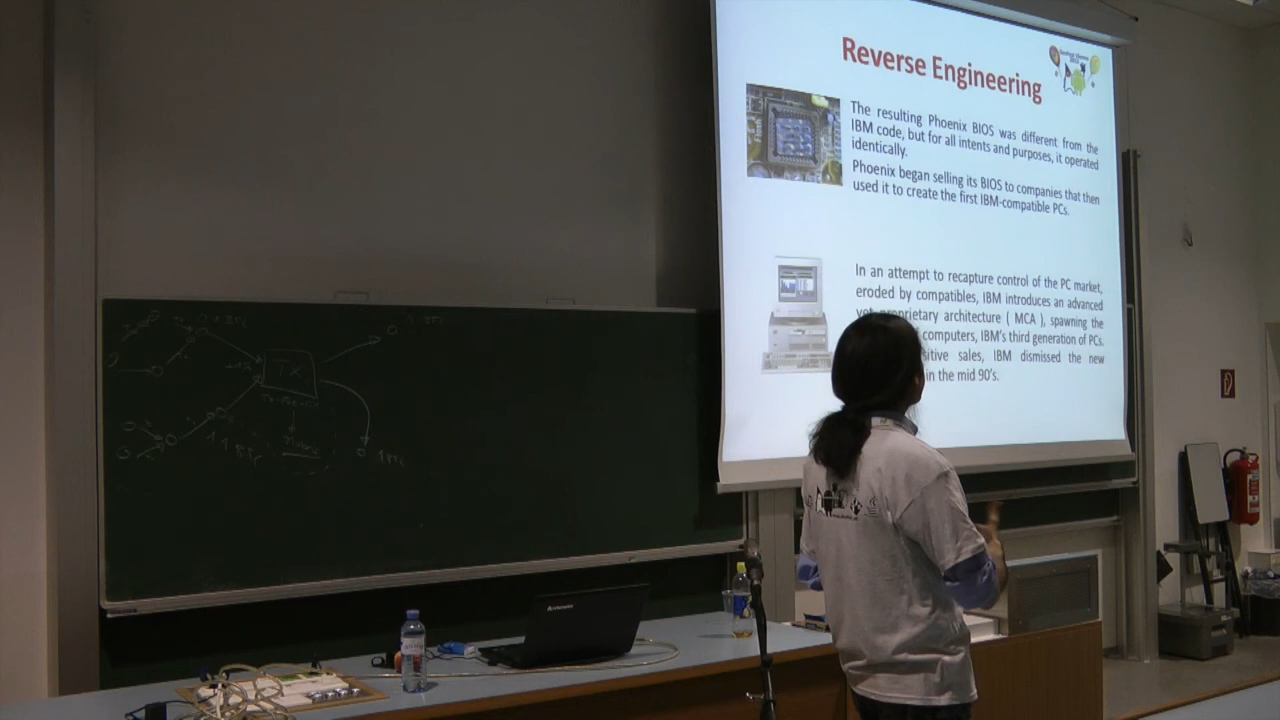 Reverse Engineering
The resulting Phoenix BIOS was different from the
IBM code, but for all intents and purposes, it operated
identically.
Phoenix began selling its BIOS to companies that then
used it to create the first IBM-compatible PCs.
In an attempt to recapture control of the PC market,
eroded by compatibles, IBM introduces an advanced
yet proprietary architecture ( MCA ), spawning the
computers, IBM's third generation of PCs.
sales, IBM dismissed the new
in the mid 90's.
TX
lenovo